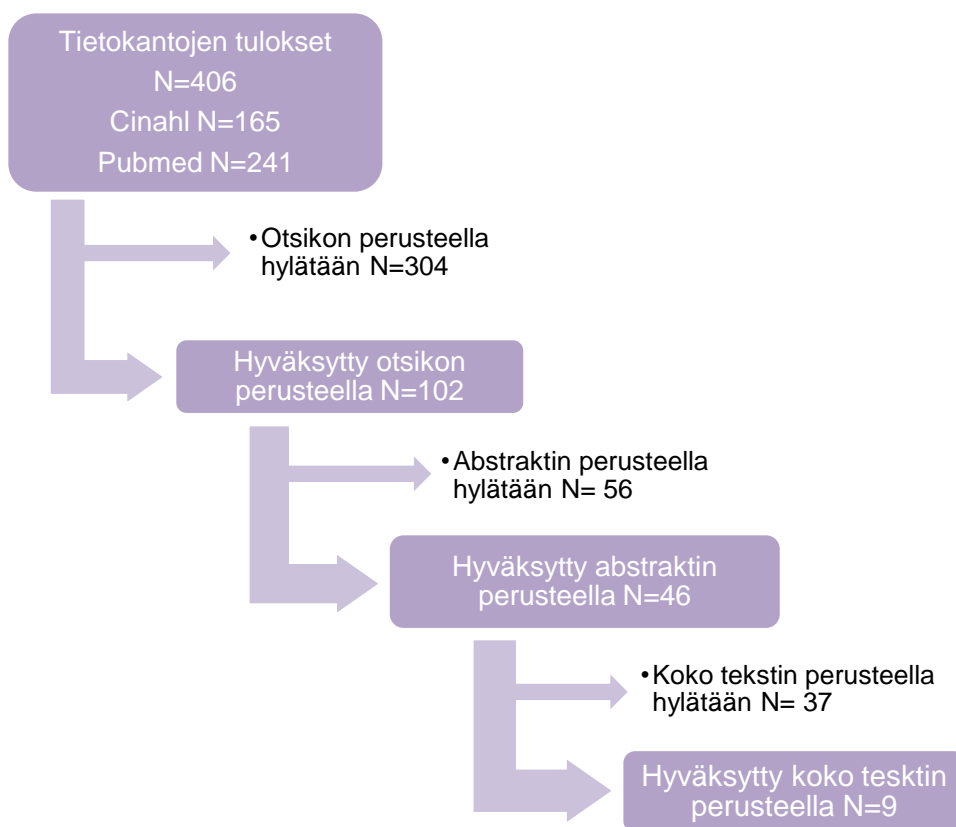 Tietokantojen tulokset
N=406
Cinahl N=165
Pubmed N=241
•Otsikon perusteella
hylätään N=304
Hyväksytty otsikon
perusteella N=102
•Abstraktin perusteella
hylätään N= 56
Hyväksytty abstraktin
perusteella N=46
•Koko tekstin perusteella
hylätään N= 37
Hyväksytty koko tesktin
perusteella N=9